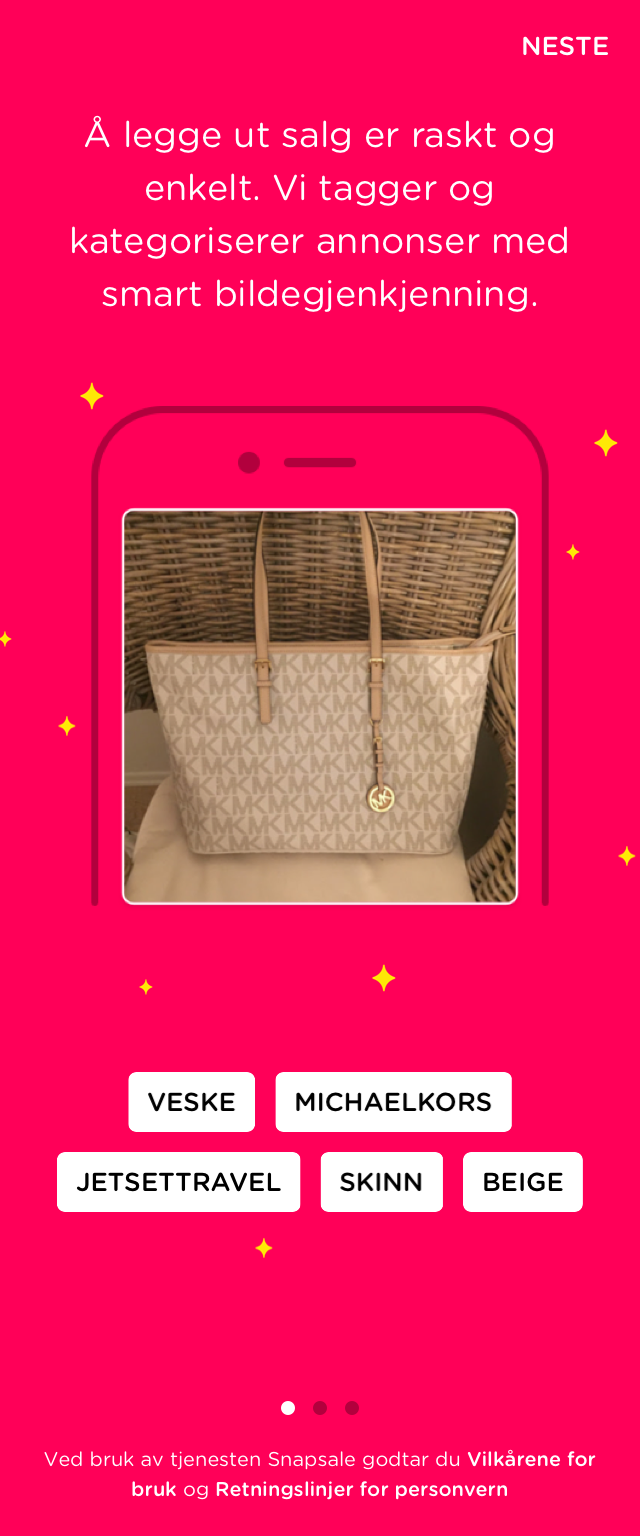 NESTE
Å legge ut salg er raskt og
enkelt. Vi tagger og
kategoriserer annonser med
smart bildegjenkjenning.
MK
VESKE MICHAELKORS
JETSETTRAVEL SKINN BEIGE
Ved bruk av tjenesten Snapsale godtar du Vilkårene for
bruk og Retningslinjer for personvern